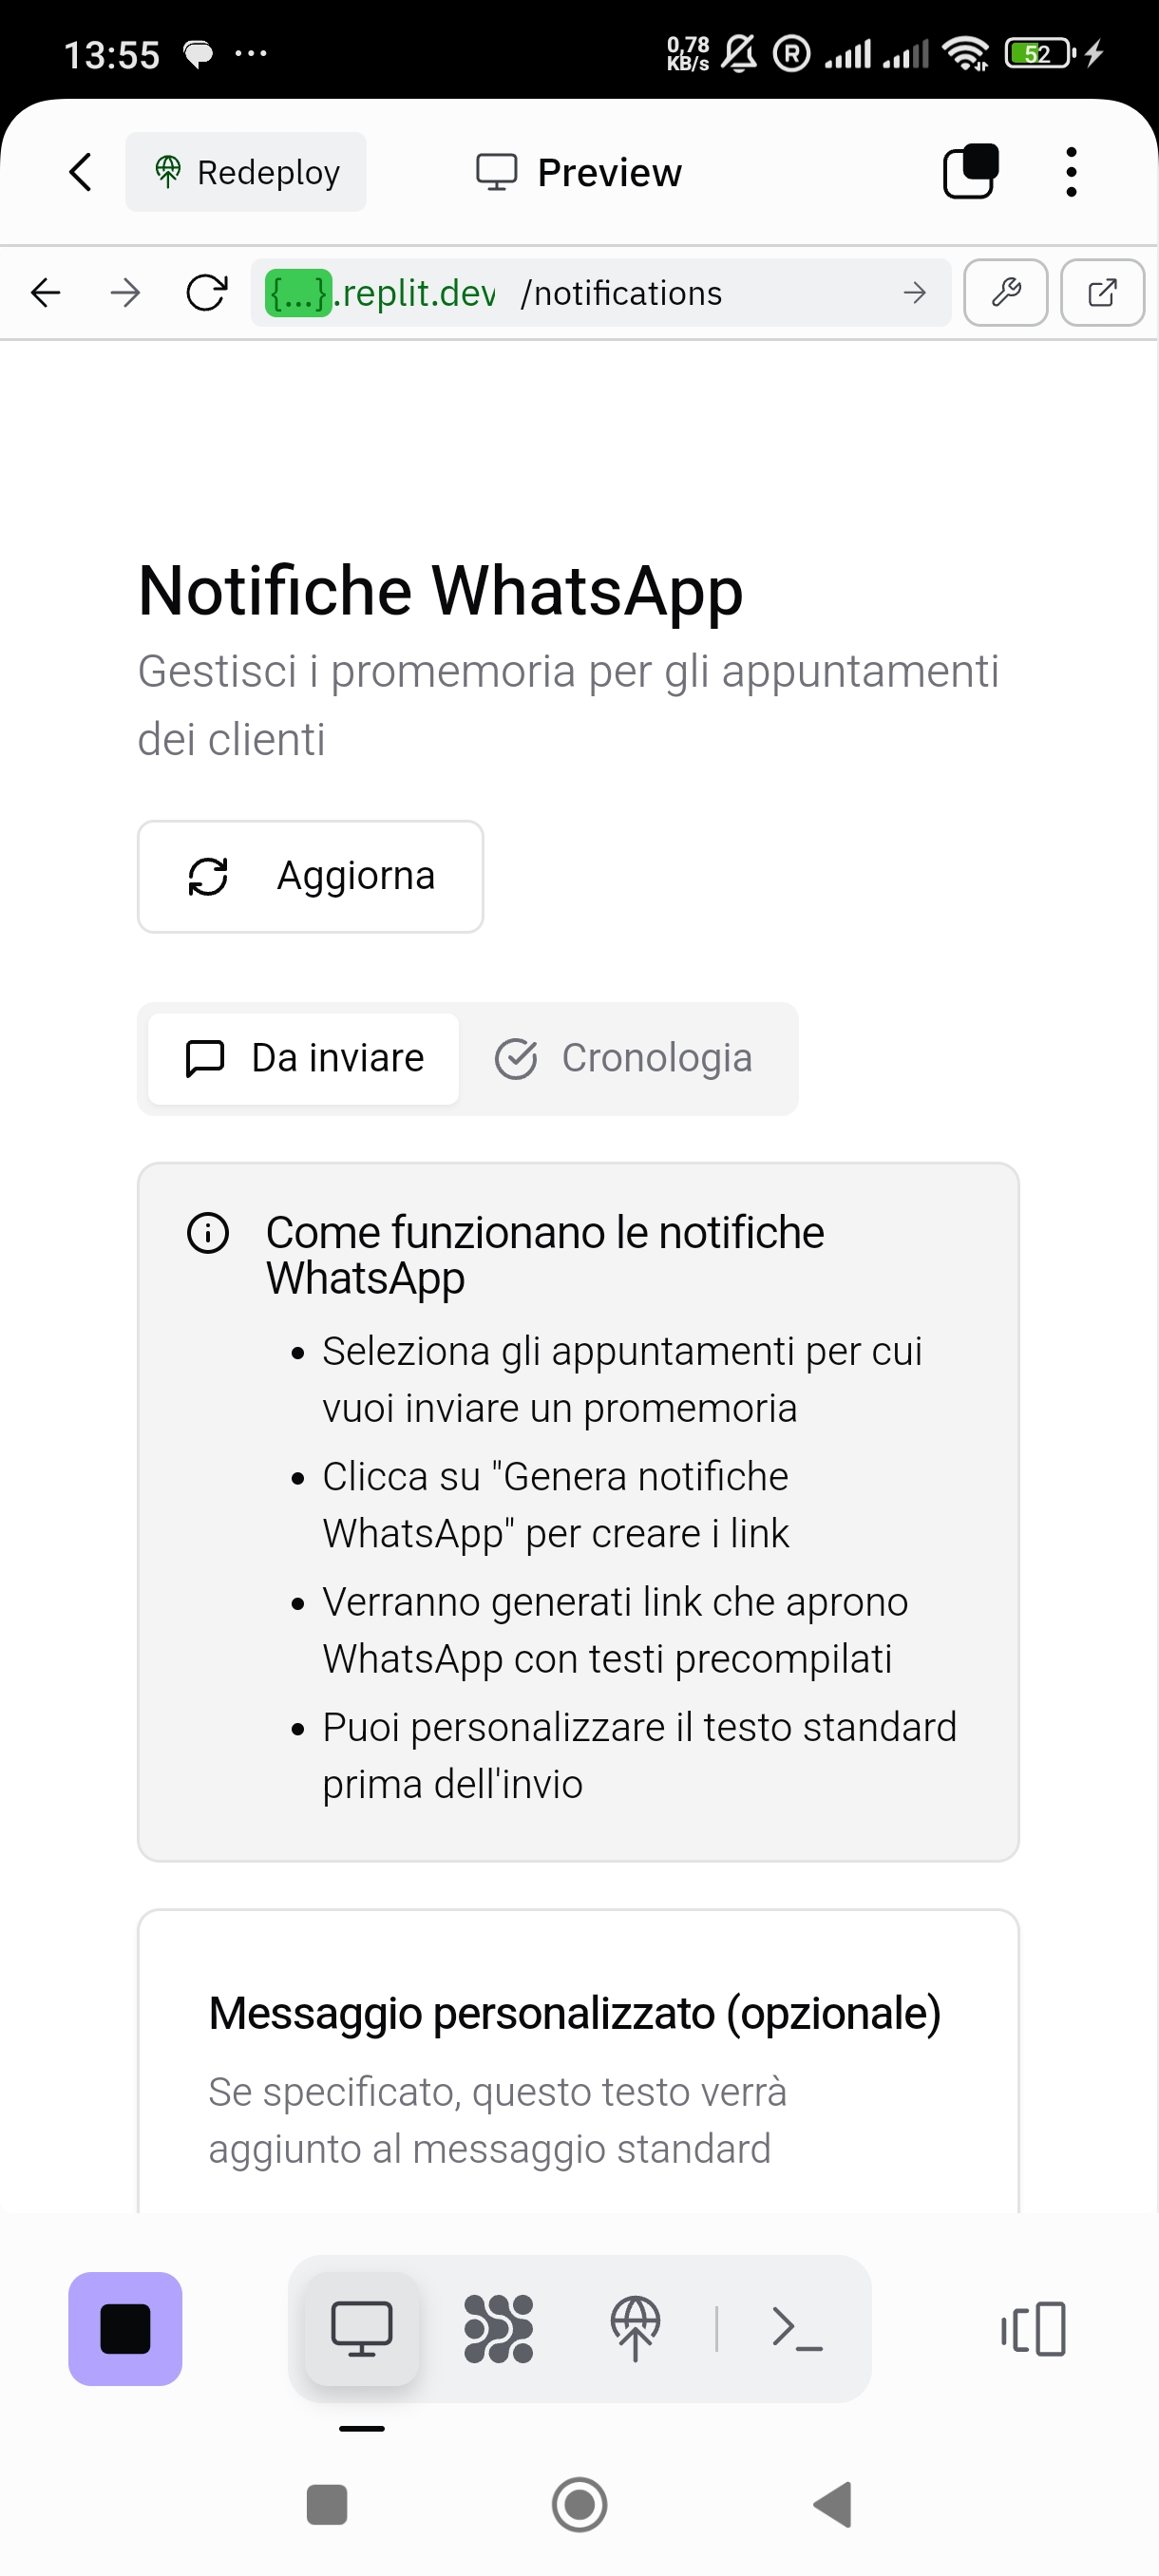 13:55
0,78
KB/s
R
52
Redeploy
Preview
{...}.replit.dev /notifications
Notifiche WhatsApp
Gestisci i promemoria per gli appuntamenti
dei clienti
Aggiorna
Da inviare
Cronologia
Come funzionano le notifiche
WhatsApp
• Seleziona gli appuntamenti per cui
vuoi inviare un promemoria
• Clicca su "Genera notifiche
WhatsApp" per creare i link
• Verranno generati link che aprono
WhatsApp con testi precompilati
• Puoi personalizzare il testo standard
prima dell'invio
Messaggio personalizzato (opzionale)
Se specificato, questo testo verrà
aggiunto al messaggio standard